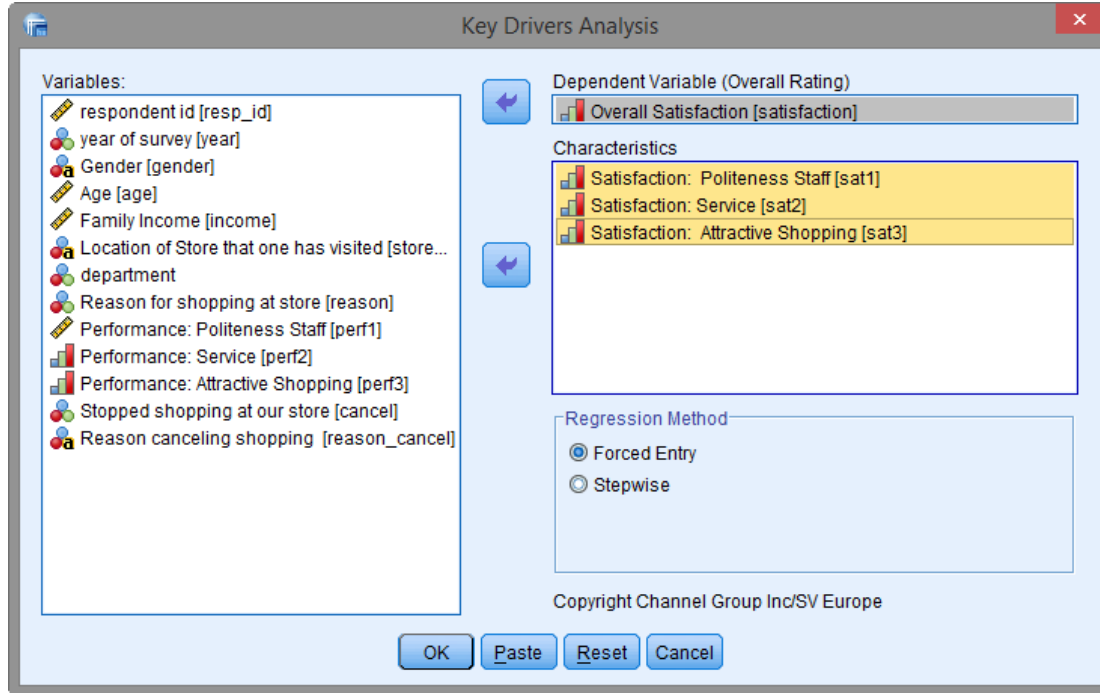 Key Drivers Analysis
Variables:
respondent id [resp_id]
year of survey [year]
Gender [gender]
Age [age]
Family Income [income]
Location of Store that one has visited [store...
department
Reason for shopping at store [reason]
Performance: Politeness Staff [perf1]
Performance: Service [perf2]
Performance: Attractive Shopping [perf3]
Stopped shopping at our store [cancel]
Reason canceling shopping [reason_cancel]
Dependent Variable (Overall Rating)
Overall Satisfaction [satisfaction]
Characteristics
Satisfaction: Politeness Staff [sat1]
Satisfaction: Service [sat2]
Satisfaction: Attractive Shopping [sat3]
Regression Method
Forced Entry
Stepwise
Copyright Channel Group Inc/SV Europe
OK Paste Reset Cancel